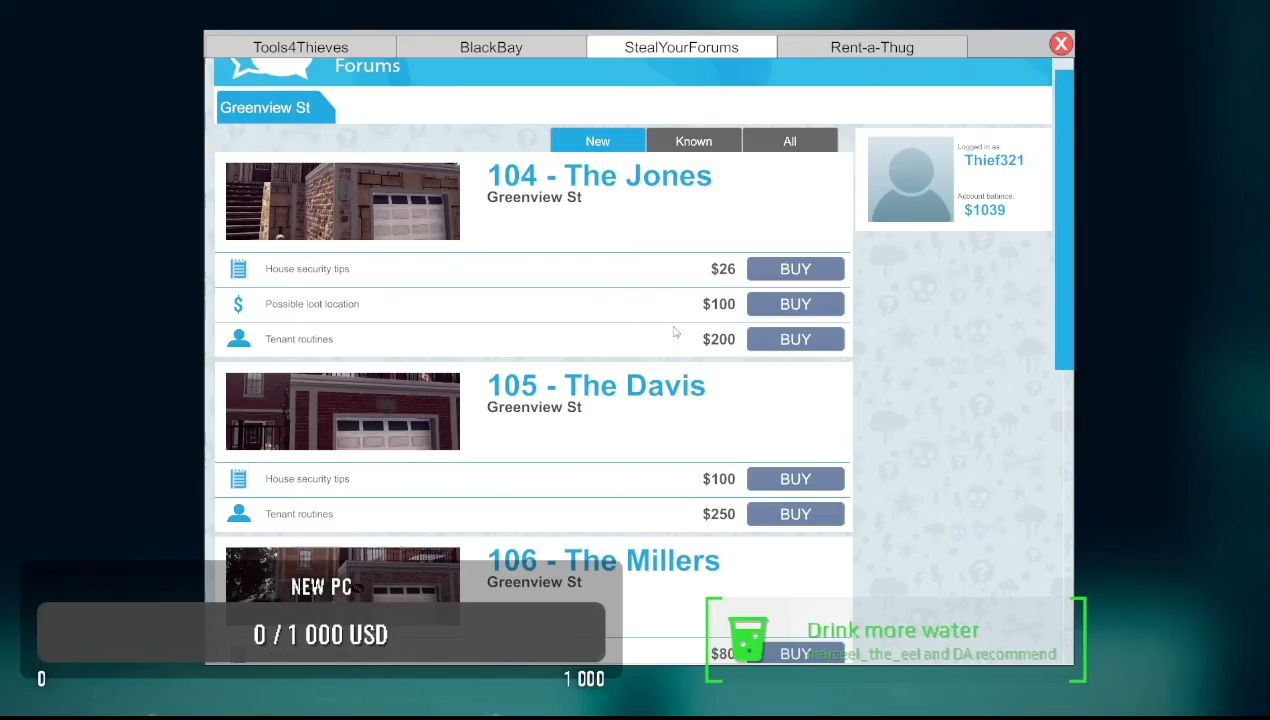 Tools4Thieves
BlackBay
StealYourForums
Rent-a-Thug
X
Forums
Greenview St
New
Known
All
Logged in as:
Thief321
Account balance:
$1039
104 - The Jones
Greenview St
House security tips
$26
BUY
Possible loot location
$100
BUY
Tenant routines
$200
BUY
105 - The Davis
Greenview St
House security tips
$100
BUY
Tenant routines
$250
BUY
106 - The Millers
Greenview St
$80
BUY
NEW PC
0 / 1 000 USD
0
1 000
Drink more water
marceel_the_eel and DA recommend